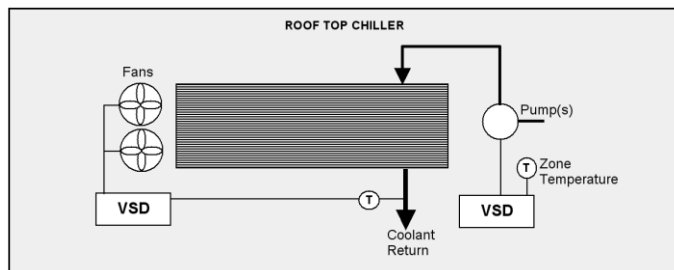 ROOF TOP CHILLER
Fans
Pump(s)
T
Zone
Temperature
VSD
T
VSD
Coolant
Return